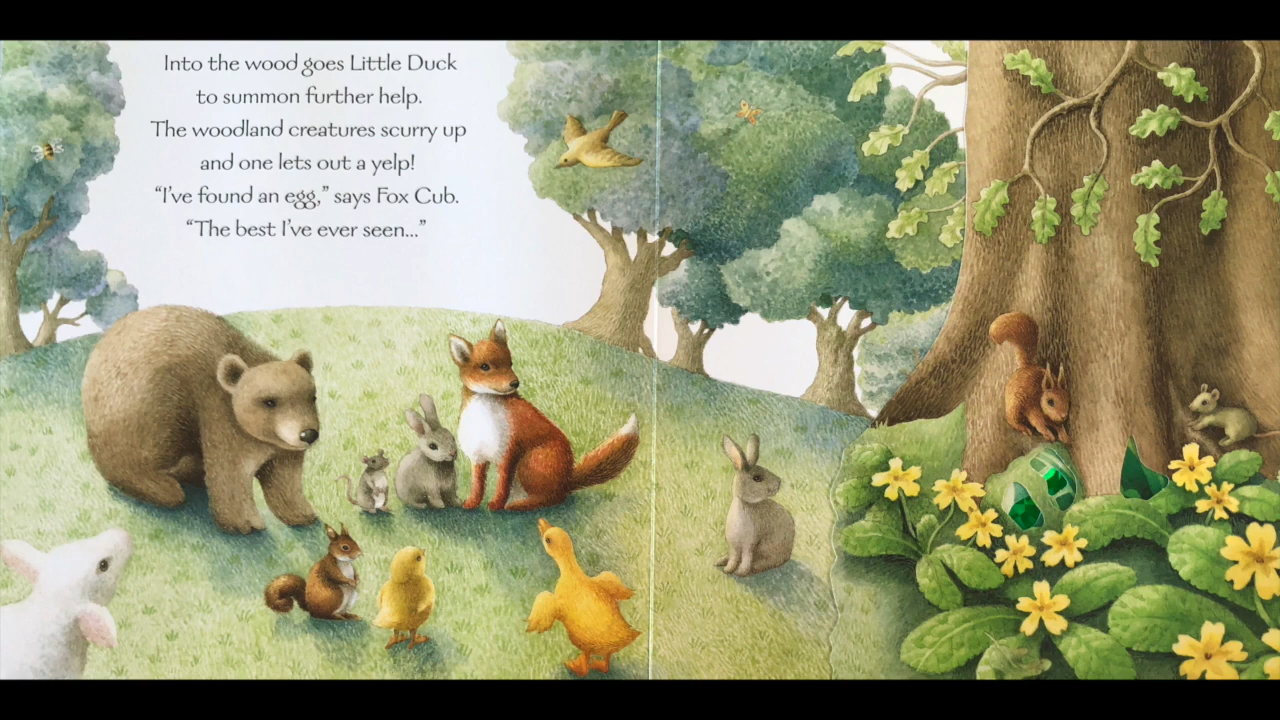 Into the wood goes Little Duck
to summon further help.
The woodland creatures scurry up
and one lets out a yelp!
“I’ve found an egg,” says Fox Cub.
“The best I’ve ever seen...”